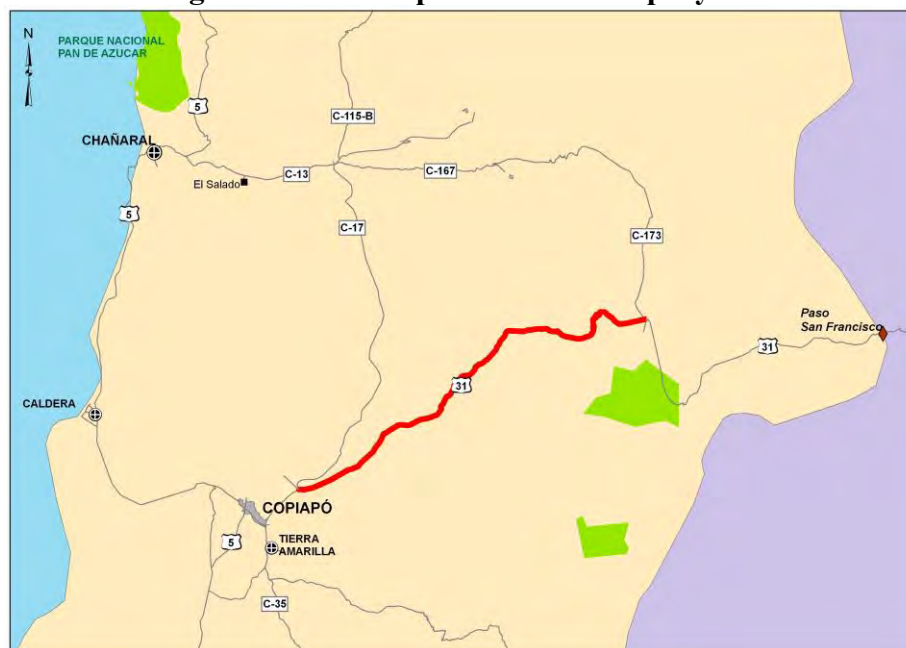 PARQUE NACIONAL
PAN DE AZUCAR
N
5
C-115-B
CHAÑARAL
El Salado
C-13
C-167
5
C-17
C-173
Paso
San Francisco
31
31
CALDERA
COPIAPÓ
5
TIERRA
AMARILLA
C-35